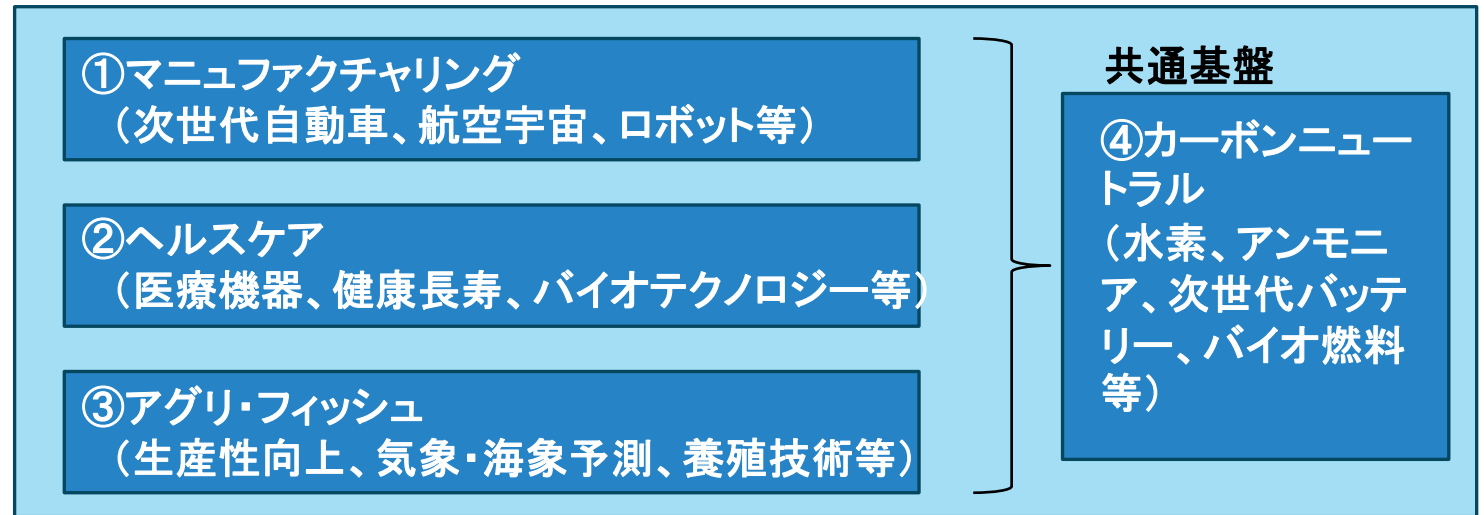 ①マニュファクチャリング
（次世代自動車、航空宇宙、ロボット等）
②ヘルスケア
（医療機器、健康長寿、バイオテクノロジー等）
③アグリ・フィッシュ
（生産性向上、気象・海象予測、養殖技術等）
共通基盤
④カーボンニュー
トラル
（水素、アンモニ
ア、次世代バッテ
リー、バイオ燃料
等）